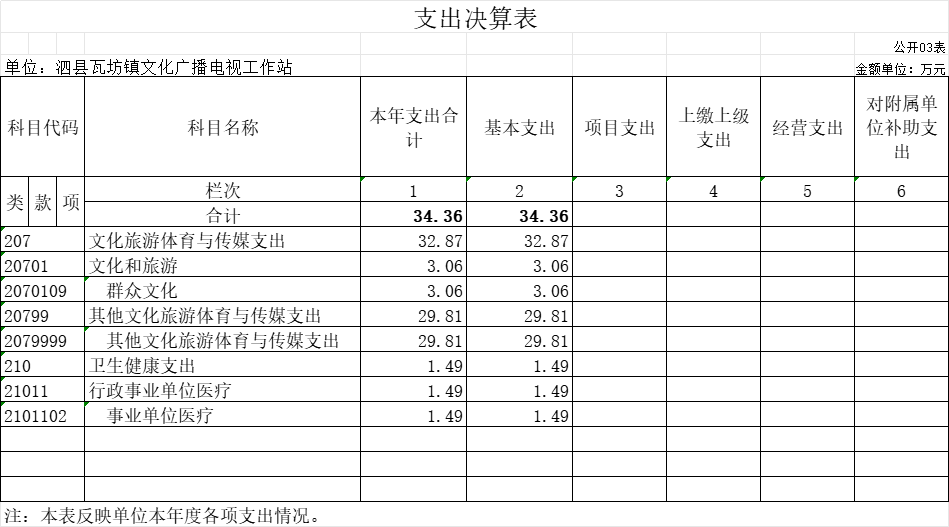 支出决算表
公开03表
单位：泗县瓦坊镇文化广播电视工作站 金额单位：万元
科目代码 科目名称 本年支出合计 基本支出 项目支出 上缴上级支出 经营支出 对附属单位补助支出
类 款 项 栏次 1 2 3 4 5 6
合计 34.36 34.36
207 文化旅游体育与传媒支出 32.87 32.87
20701 文化和旅游 3.06 3.06
2070109 群众文化 3.06 3.06
20799 其他文化旅游体育与传媒支出 29.81 29.81
2079999 其他文化旅游体育与传媒支出 29.81 29.81
210 卫生健康支出 1.49 1.49
21011 行政事业单位医疗 1.49 1.49
2101102 事业单位医疗 1.49 1.49
注：本表反映单位本年度各项支出情况。